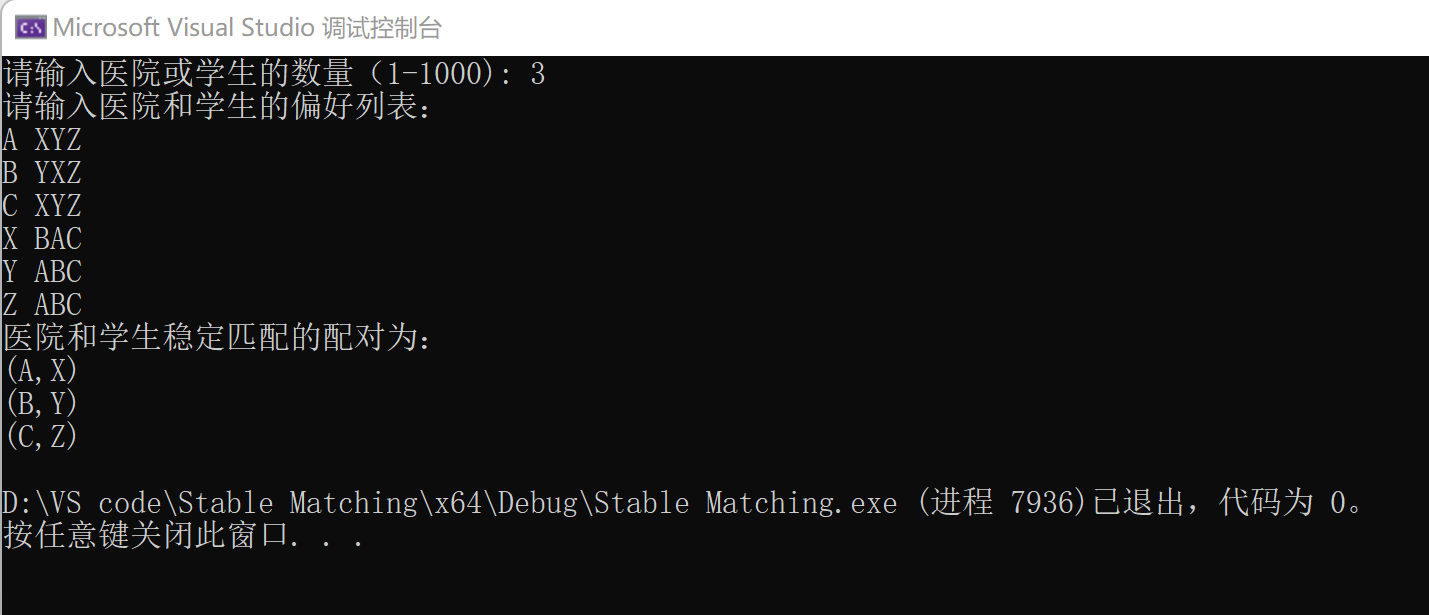 Microsoft Visual Studio 调试控制台
请输入医院或学生的数量（1-1000）: 3
请输入医院和学生的偏好列表：
A XYZ
B YXZ
C XYZ
X BAC
Y ABC
Z ABC
医院和学生稳定匹配的配对为：
(A,X)
(B,Y)
(C,Z)
D:\VS code\Stable Matching\x64\Debug\Stable Matching.exe (进程 7936)已退出，代码为 0。
按任意键关闭此窗口. . .